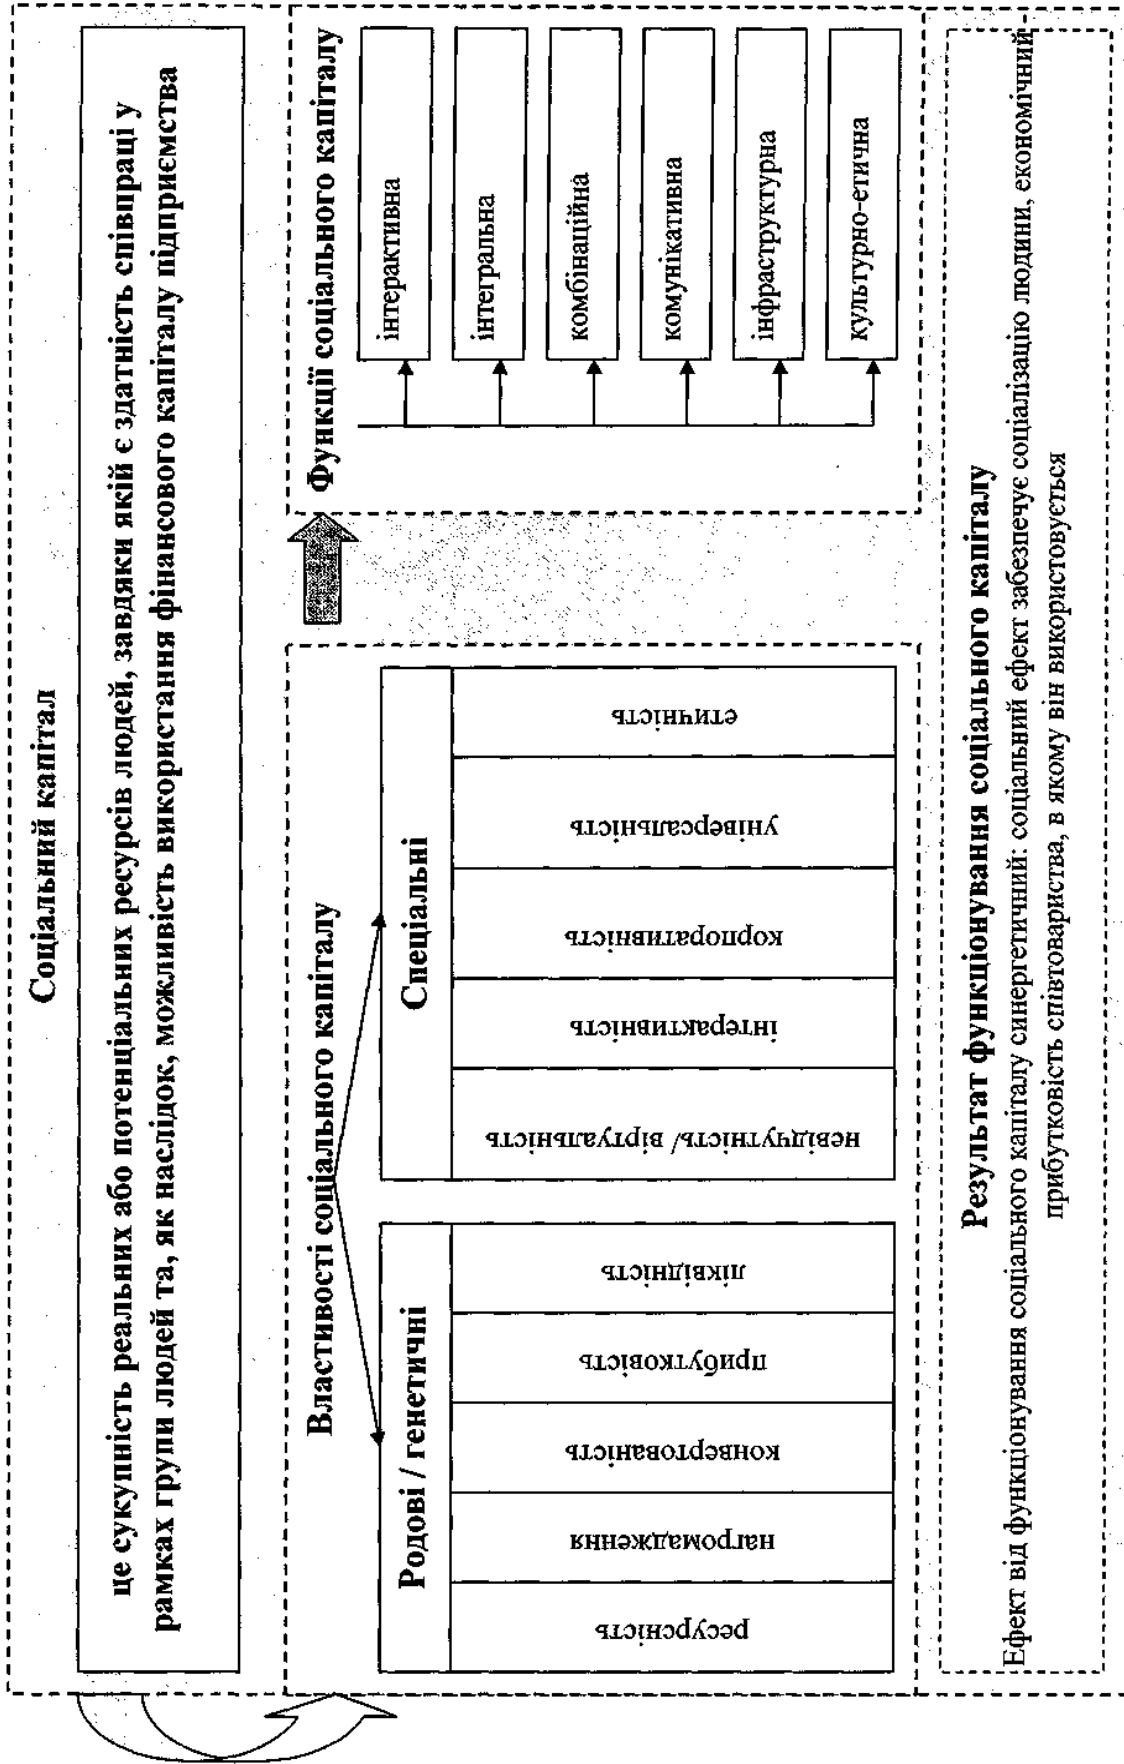 Соціальний капітал
це сукупність реальних або потенціальних ресурсів людей, завдяки якій є здатність співпраці у
рамках групи людей та, як наслідок, можливість використання фінансового капіталу підприємства
Властивості соціального капіталу
Родові / генетичні
ресурсність
нагромадження
конвертованість
прибутковість
ліквідність
Спеціальні
невідчутність/ віртуальність
інтерактивність
корпоративність
універсальність
етичність
Функції соціального капіталу
інтерактивна
інтегральна
комбінаційна
комунікативна
інфраструктурна
культурно-етична
Результат функціонування соціального капіталу
Ефект від функціонування соціального капіталу синергетичний: соціальний ефект забезпечує соціалізацію людини, економічний
прибутковість співтовариства, в якому він використовується